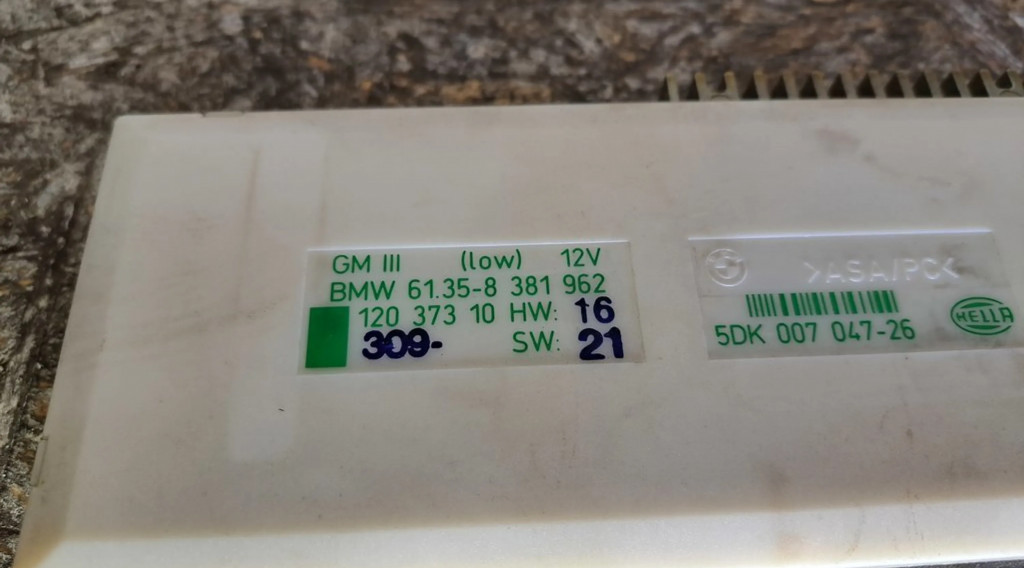 GM III (low) 12V
BMW 61.35-8 381 962
120 373 10 HW: 16
309- SW: 21
>ASA/PC<
5DK 007 047-26
HELLA